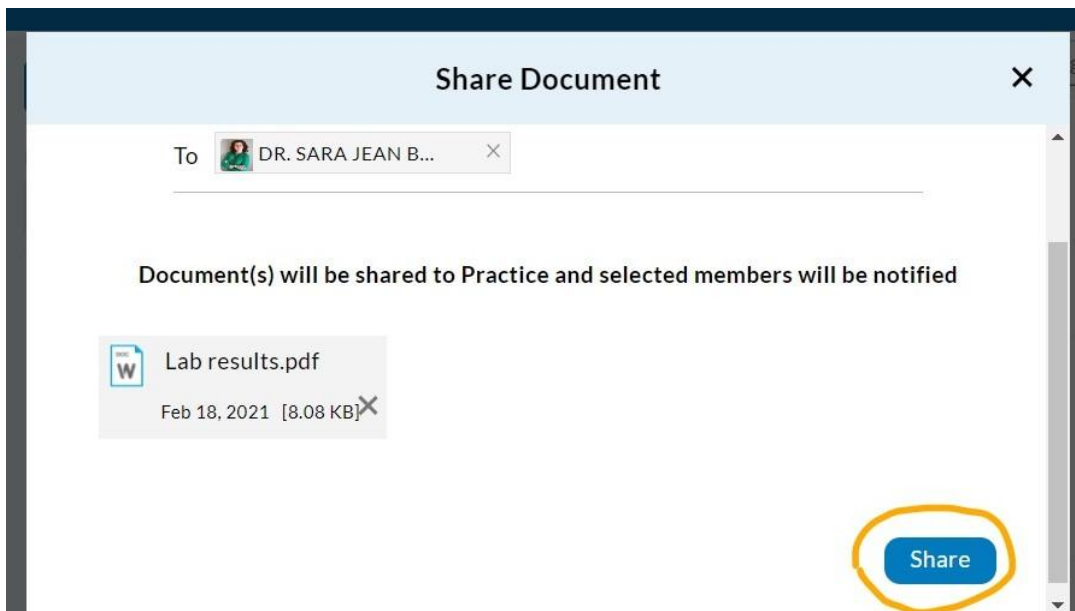 Share Document
To DR. SARA JEAN B...
Document(s) will be shared to Practice and selected members will be notified
DOC
W
Lab results.pdf
Feb 18, 2021 [8.08 KB]
Share